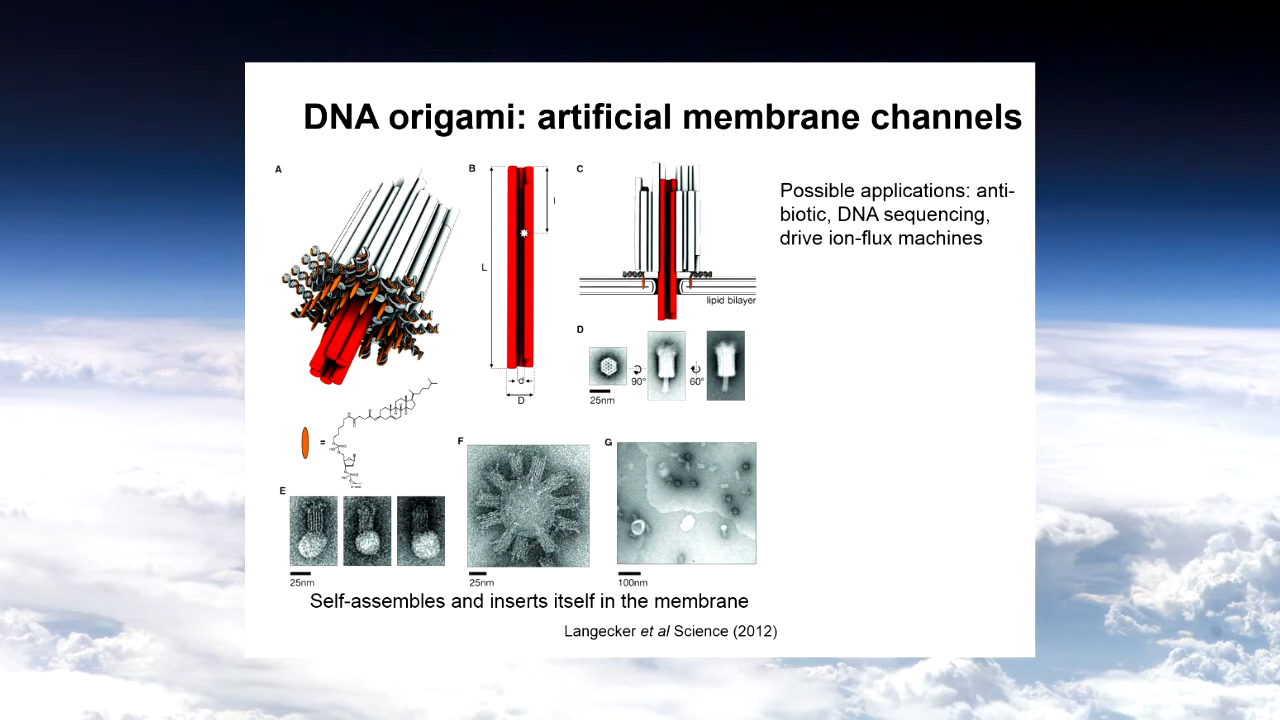 DNA origami: artificial membrane channels
A
B
C
Possible applications: anti-
biotic, DNA sequencing,
drive ion-flux machines
l
L
lipid bilayer
D
90°
60°
25nm
d
D
=
E
F
G
25nm
25nm
100nm
Self-assembles and inserts itself in the membrane
Langecker et al Science (2012)